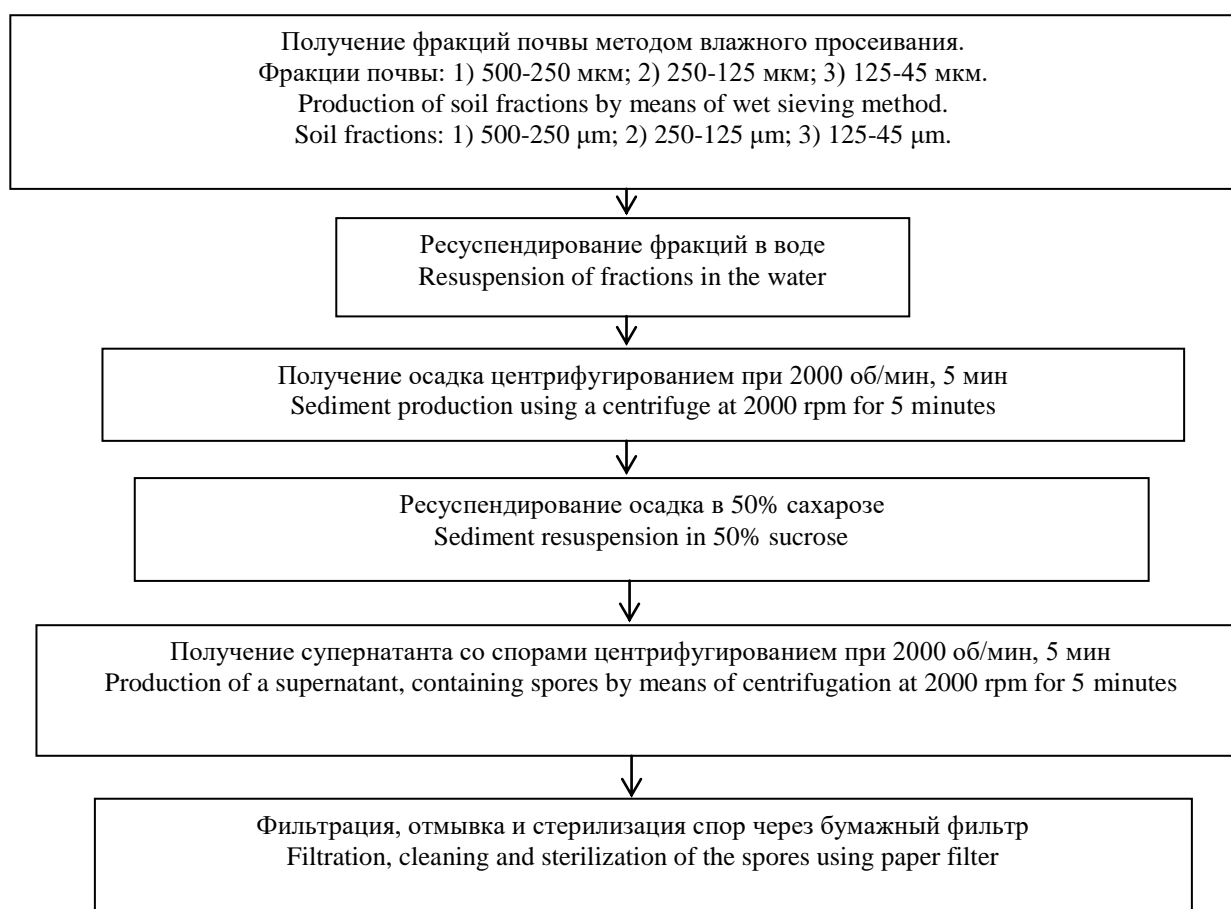 Получение фракций почвы методом влажного просеивания.
Фракции почвы: 1) 500-250 мкм; 2) 250-125 мкм; 3) 125-45 мкм.
Production of soil fractions by means of wet sieving method.
Soil fractions: 1) 500-250 μm; 2) 250-125 μm; 3) 125-45 μm.
Ресуспендирование фракций в воде
Resuspension of fractions in the water
Получение осадка центрифугированием при 2000 об/мин, 5 мин
Sediment production using a centrifuge at 2000 rpm for 5 minutes
Ресуспендирование осадка в 50% сахарозе
Sediment resuspension in 50% sucrose
Получение супернатанта со спорами центрифугированием при 2000 об/мин, 5 мин
Production of a supernatant, containing spores by means of centrifugation at 2000 rpm for 5 minutes
Фильтрация, отмывка и стерилизация спор через бумажный фильтр
Filtration, cleaning and sterilization of the spores using paper filter